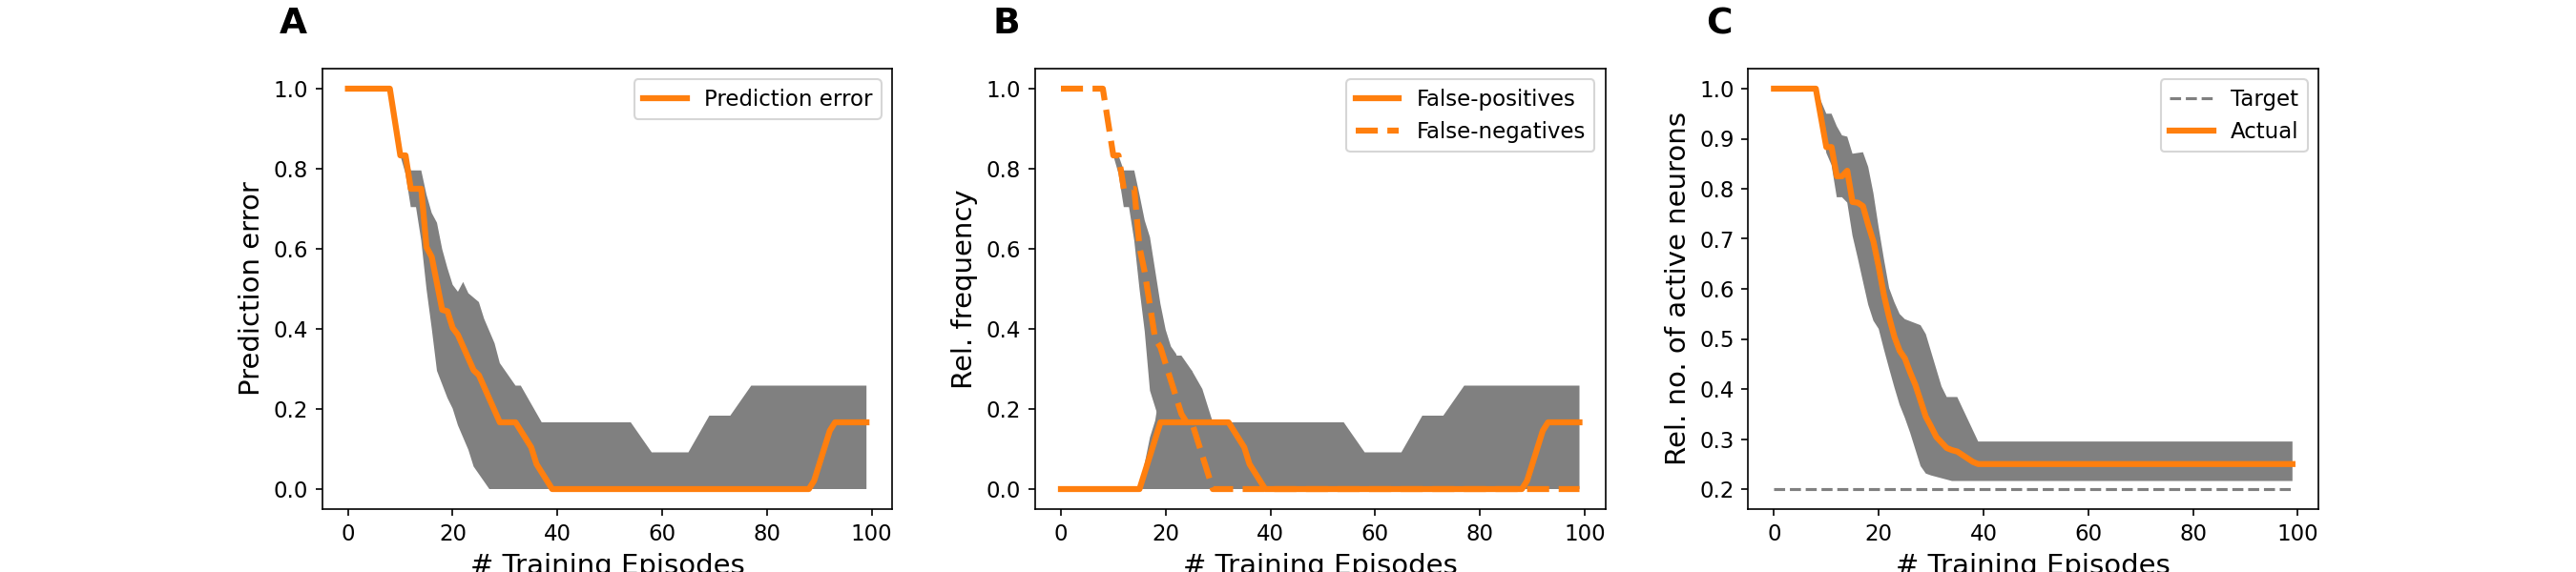 A
Prediction error
1.0
0.8
0.6
0.4
0.2
0.0
Prediction error
0
20
40
60
80
100
# Training Episodes
B
Rel. frequency
1.0
0.8
0.6
0.4
0.2
0.0
False-positives
False-negatives
0
20
40
60
80
100
# Training Episodes
C
Rel. no. of active neurons
1.0
0.9
0.8
0.7
0.6
0.5
0.4
0.3
0.2
Target
Actual
0
20
40
60
80
100
# Training Episodes